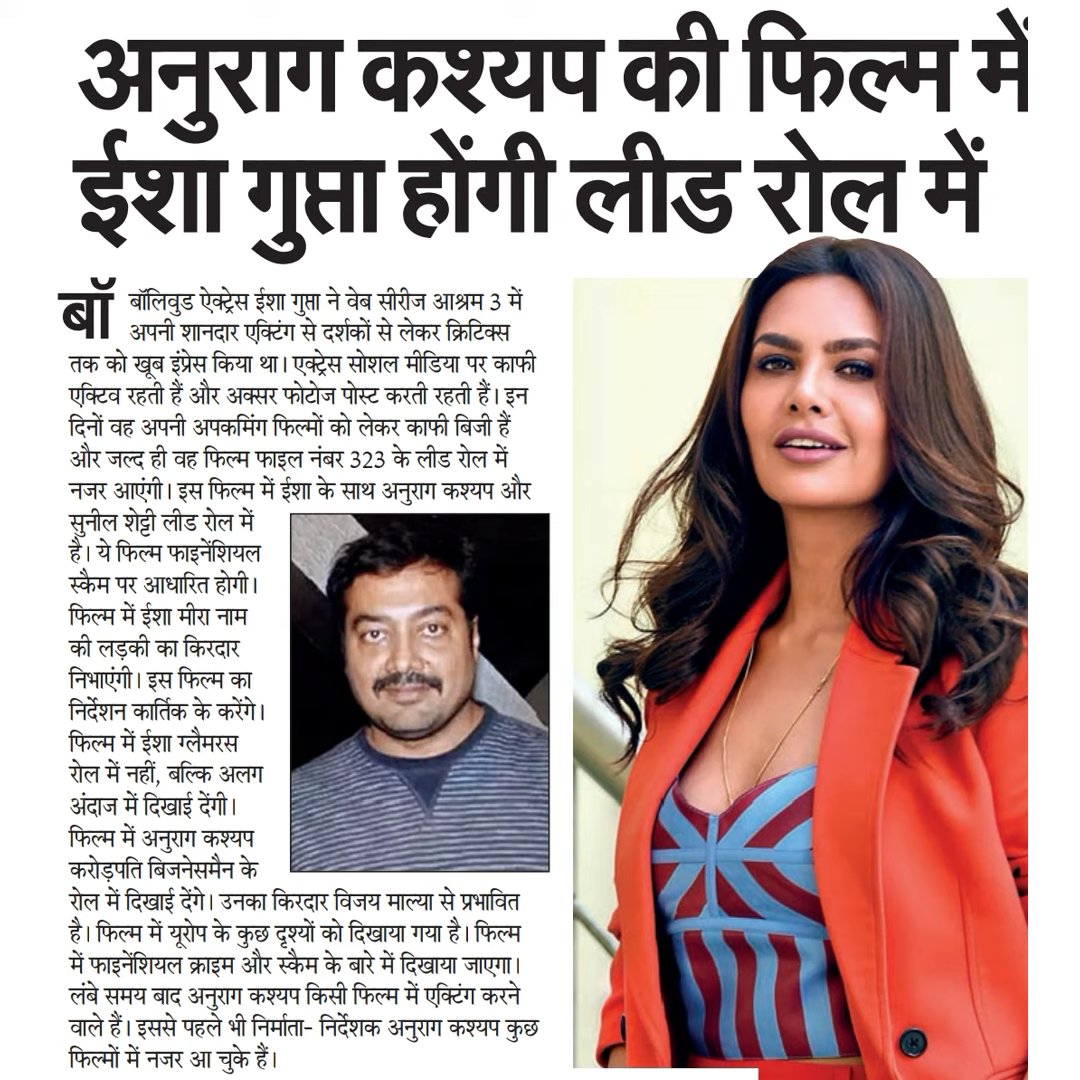 अनुराग कश्यप की फिल्म में
ईशा गुप्ता होंगी लीड रोल में
बॉ बॉलिवुड ऐक्ट्रेस ईशा गुप्ता ने वेब सीरीज आश्रम 3 में
अपनी शानदार एक्टिंग से दर्शकों से लेकर क्रिटिक्स
तक को खूब इंप्रेस किया था। एक्ट्रेस सोशल मीडिया पर काफी
एक्टिव रहती हैं और अक्सर फोटोज पोस्ट करती रहती हैं। इन
दिनों वह अपनी अपकमिंग फिल्मों को लेकर काफी बिजी हैं
और जल्द ही वह फिल्म फाइल नंबर 323 के लीड रोल में
नजर आएंगी। इस फिल्म में ईशा के साथ अनुराग कश्यप और
सुनील शेट्टी लीड रोल में
है। ये फिल्म फाइनेंशियल
स्कैम पर आधारित होगी।
फिल्म में ईशा मीरा नाम
की लड़की का किरदार
निभाएंगी। इस फिल्म का
निर्देशन कार्तिक के करेंगे।
फिल्म में ईशा ग्लैमरस
रोल में नहीं, बल्कि अलग
अंदाज में दिखाई देंगी।
फिल्म में अनुराग कश्यप
करोड़पति बिजनेसमैन के
रोल में दिखाई देंगे। उनका किरदार विजय माल्या से प्रभावित
है। फिल्म में यूरोप के कुछ दृश्यों को दिखाया गया है। फिल्म
में फाइनेंशियल क्राइम और स्कैम के बारे में दिखाया जाएगा।
लंबे समय बाद अनुराग कश्यप किसी फिल्म में एक्टिंग करने
वाले हैं। इससे पहले भी निर्माता- निर्देशक अनुराग कश्यप कुछ
फिल्मों में नजर आ चुके हैं।